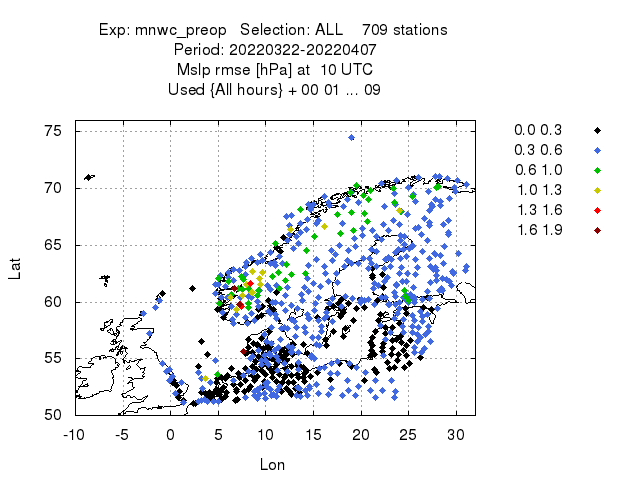 Exp: mnwc_preop   Selection: ALL    709 stations
Period: 20220322-20220407
Mslp rmse [hPa] at  10 UTC
Used {All hours} + 00 01 ... 09
0.0 0.3
0.3 0.6
0.6 1.0
1.0 1.3
1.3 1.6
1.6 1.9
75
70
65
60
55
50
Lat
-10 -5 0 5 10 15 20 25 30
Lon